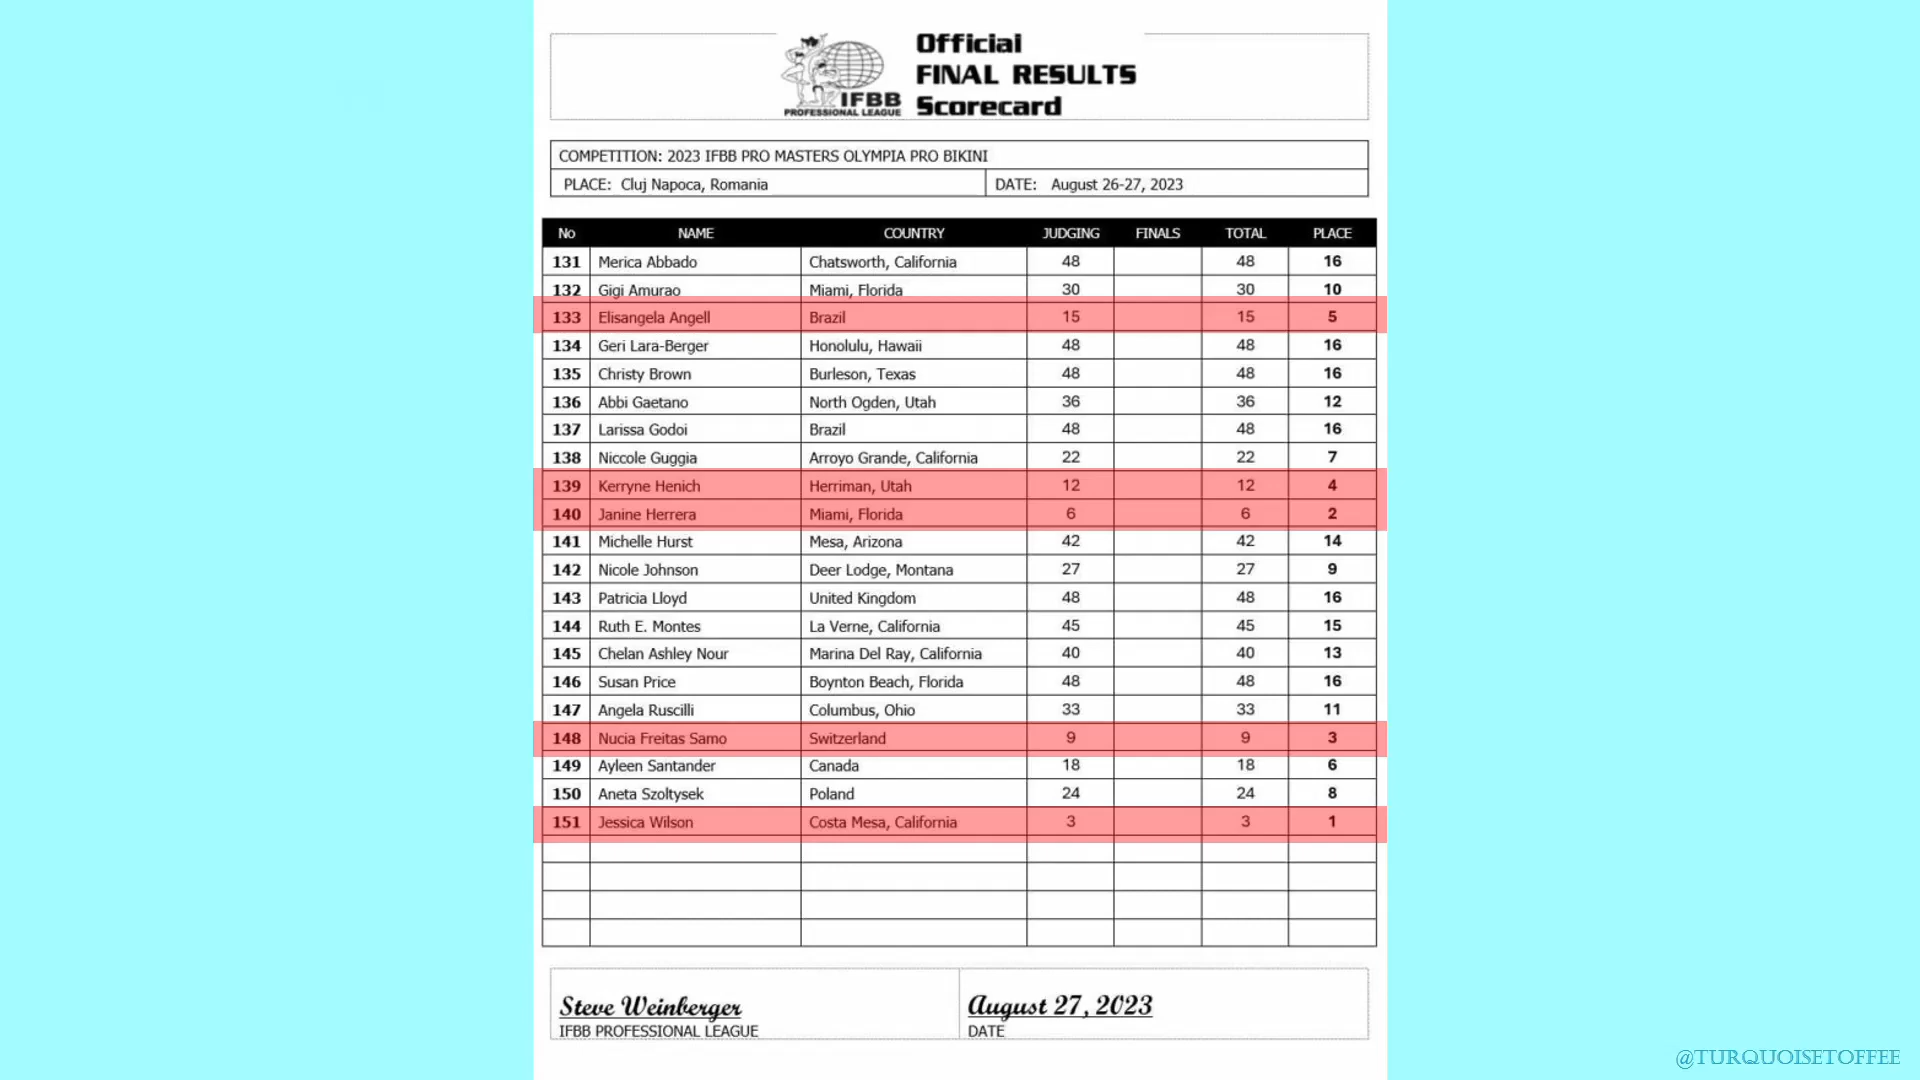 Official
FINAL RESULTS
Scorecard
IFBB
PROFESSIONAL LEAGUE
COMPETITION: 2023 IFBB PRO MASTERS OLYMPIA PRO BIKINI
PLACE: Cluj Napoca, Romania DATE: August 26-27, 2023
No NAME COUNTRY JUDGING FINALS TOTAL PLACE
131 Merica Abbado Chatsworth, California 48 48 16
132 Gigi Amurao Miami, Florida 30 30 10
133 Elisangela Angell Brazil 15 15 5
134 Geri Lara-Berger Honolulu, Hawaii 48 48 16
135 Christy Brown Burleson, Texas 48 48 16
136 Abbi Gaetano North Ogden, Utah 36 36 12
137 Larissa Godoi Brazil 48 48 16
138 Niccole Guggia Arroyo Grande, California 22 22 7
139 Kerryne Henich Herriman, Utah 12 12 4
140 Janine Herrera Miami, Florida 6 6 2
141 Michelle Hurst Mesa, Arizona 42 42 14
142 Nicole Johnson Deer Lodge, Montana 27 27 9
143 Patricia Lloyd United Kingdom 48 48 16
144 Ruth E. Montes La Verne, California 45 45 15
145 Chelan Ashley Nour Marina Del Ray, California 40 40 13
146 Susan Price Boynton Beach, Florida 48 48 16
147 Angela Ruscilli Columbus, Ohio 33 33 11
148 Nucia Freitas Samo Switzerland 9 9 3
149 Ayleen Santander Canada 18 18 6
150 Aneta Szoltysek Poland 24 24 8
151 Jessica Wilson Costa Mesa, California 3 3 1
Steve Weinberger August 27, 2023
IFBB PROFESSIONAL LEAGUE DATE
@TURQUOISETOFFEE